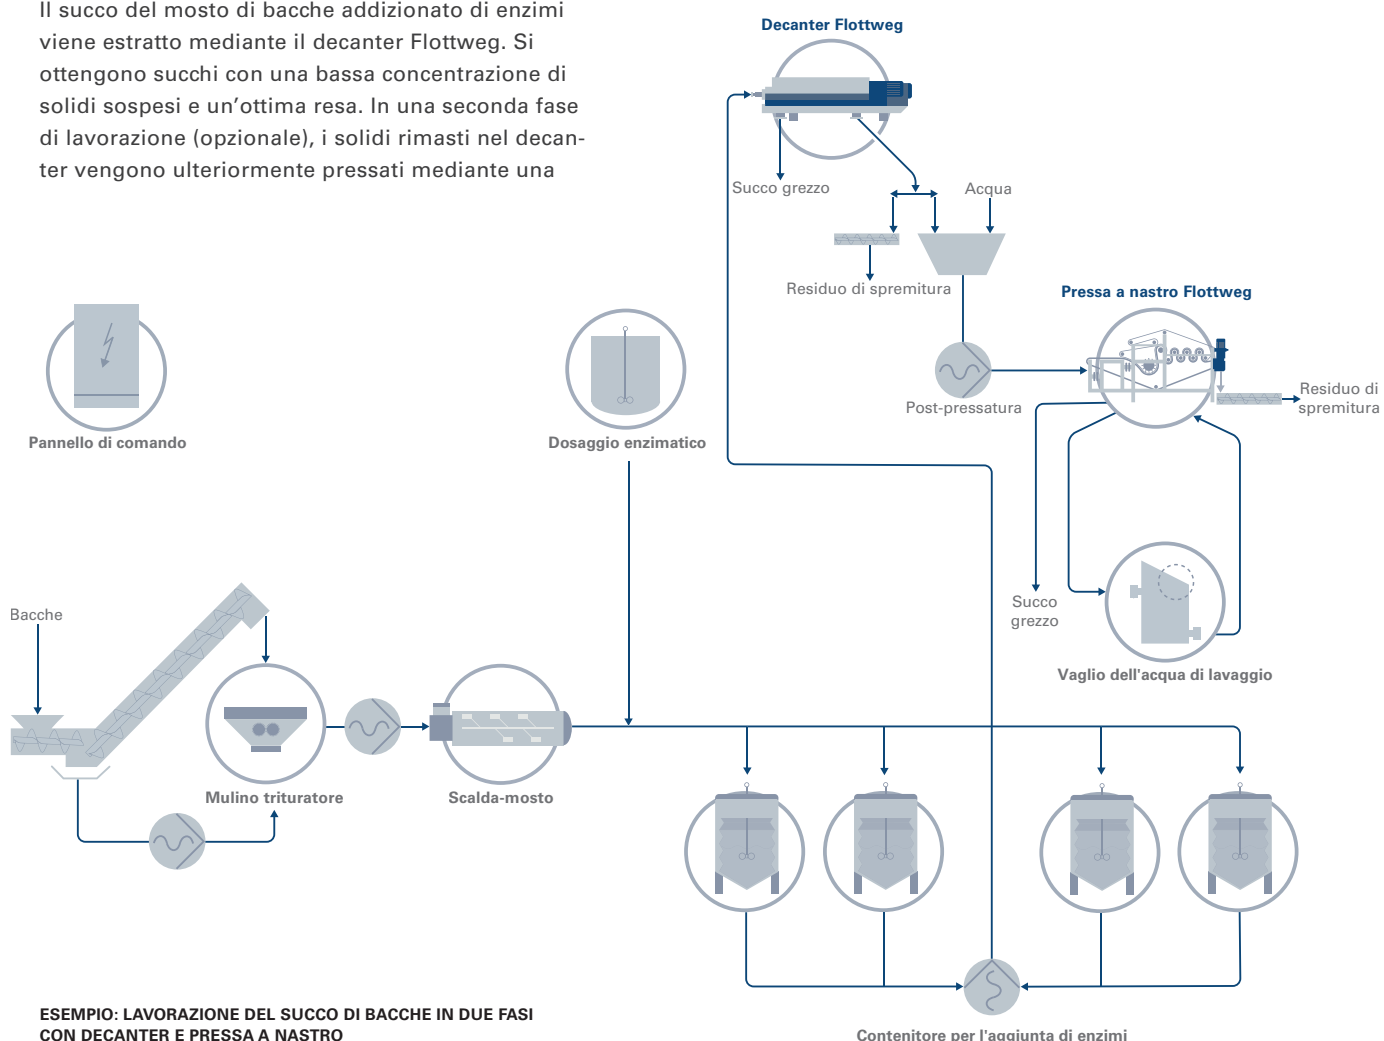 Il succo del mosto di bacche addizionato di enzimi
viene estratto mediante il decanter Flottweg. Si
ottengono succhi con una bassa concentrazione di
solidi sospesi e un’ottima resa. In una seconda fase
di lavorazione (opzionale), i solidi rimasti nel decan-
ter vengono ulteriormente pressati mediante una
Decanter Flottweg
Succo grezzo
Acqua
Residuo di spremitura
Pressa a nastro Flottweg
Post-pressatura
Residuo di
spremitura
Pannello di comando
Dosaggio enzimatico
Succo
grezzo
Vaglio dell'acqua di lavaggio
Bacche
Mulino trituratore
Scalda-mosto
Contenitore per l'aggiunta di enzimi
ESEMPIO: LAVORAZIONE DEL SUCCO DI BACCHE IN DUE FASI
CON DECANTER E PRESSA A NASTRO